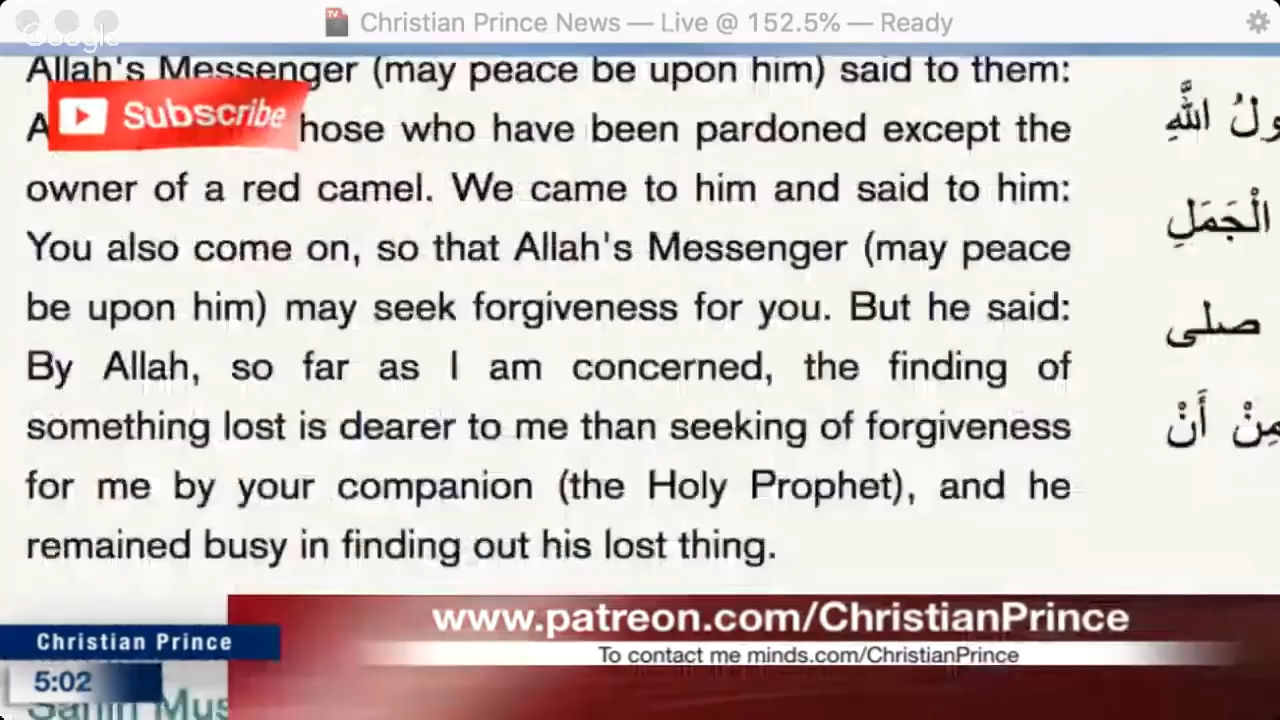 Christian Prince News — Live @ 152.5% — Ready
Google
Allah's Messenger (may peace be upon him) said to them:
Subscribe
A hose who have been pardoned except the
owner of a red camel. We came to him and said to him:
You also come on, so that Allah's Messenger (may peace
be upon him) may seek forgiveness for you. But he said:
By Allah, so far as I am concerned, the finding of
something lost is dearer to me than seeking of forgiveness
for me by your companion (the Holy Prophet), and he
remained busy in finding out his lost thing.
ولُ اللَّهِ
الْجَمَلِ
صلى
مِنْ أَنْ
www.patreon.com/ChristianPrince
To contact me minds.com/ChristianPrince
Christian Prince
5:02
Sahih Mus